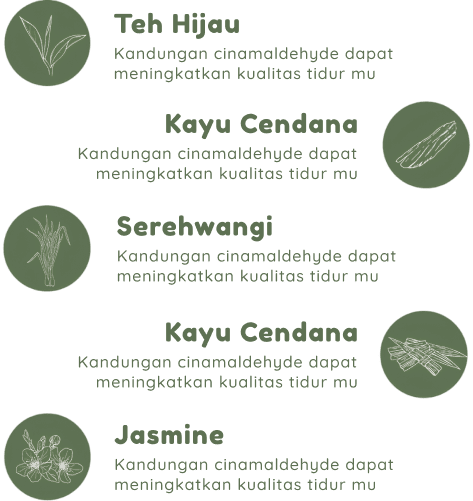 Teh Hijau
Kandungan cinamaldehyde dapat
meningkatkan kualitas tidur mu
Kayu Cendana
Kandungan cinamaldehyde dapat
meningkatkan kualitas tidur mu
Serehwangi
Kandungan cinamaldehyde dapat
meningkatkan kualitas tidur mu
Kayu Cendana
Kandungan cinamaldehyde dapat
meningkatkan kualitas tidur mu
Jasmine
Kandungan cinamaldehyde dapat
meningkatkan kualitas tidur mu